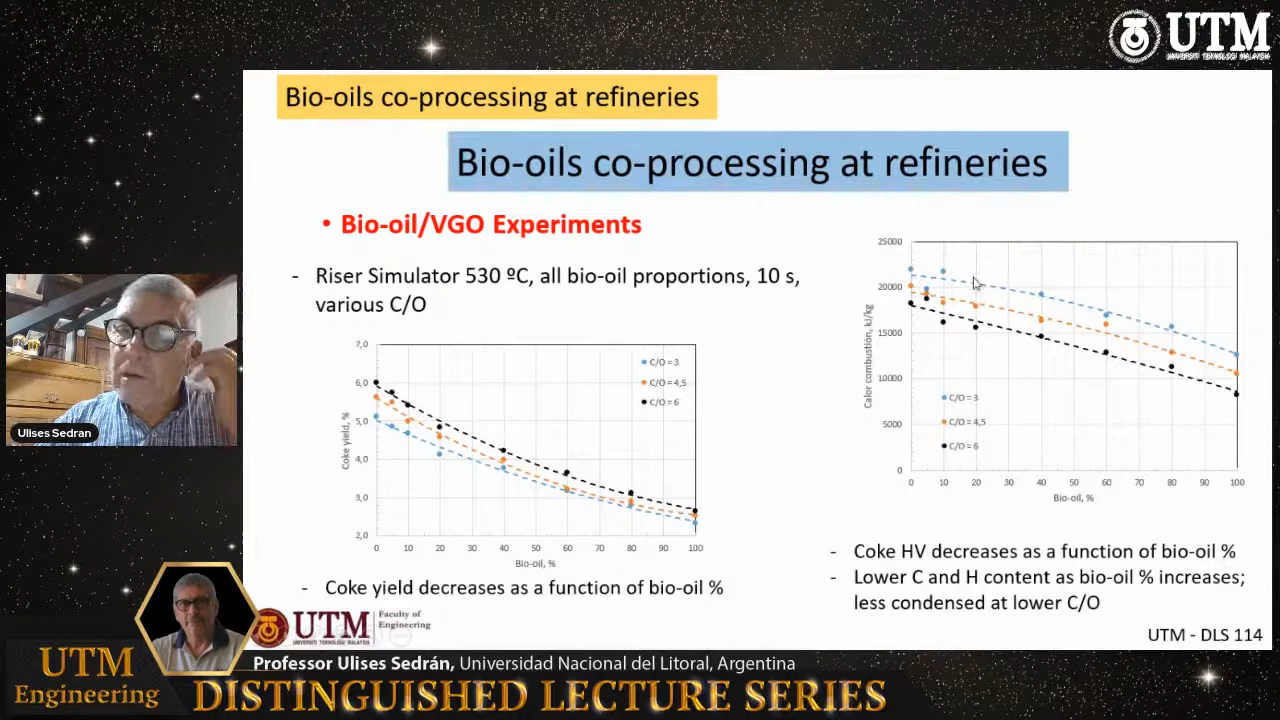 UTM
UNIVERSITI TEKNOLOGI MALAYSIA
Bio-oils co-processing at refineries
Bio-oils co-processing at refineries
• Bio-oil/VGO Experiments
- Riser Simulator 530 ºC, all bio-oil proportions, 10 s,
various C/O
7,0
6,0
5,0
4,0
3,0
2,0
Coke yield, %
C/O = 3
C/O = 4,5
C/O = 6
0 10 20 30 40 50 60 70 80 90 100
Bio-oil, %
- Coke yield decreases as a function of bio-oil %
25000
20000
15000
10000
5000
0
Calor combustión, kJ/kg
C/O = 3
C/O = 4,5
C/O = 6
0 10 20 30 40 50 60 70 80 90 100
Bio-oil, %
- Coke HV decreases as a function of bio-oil %
- Lower C and H content as bio-oil % increases;
less condensed at lower C/O
UTM - DLS 114
Ulises Sedran
UTM
UNIVERSITI TEKNOLOGI MALAYSIA
Faculty of
Engineering
UTM
Engineering
Professor Ulises Sedrán, Universidad Nacional del Litoral, Argentina
DISTINGUISHED LECTURE SERIES